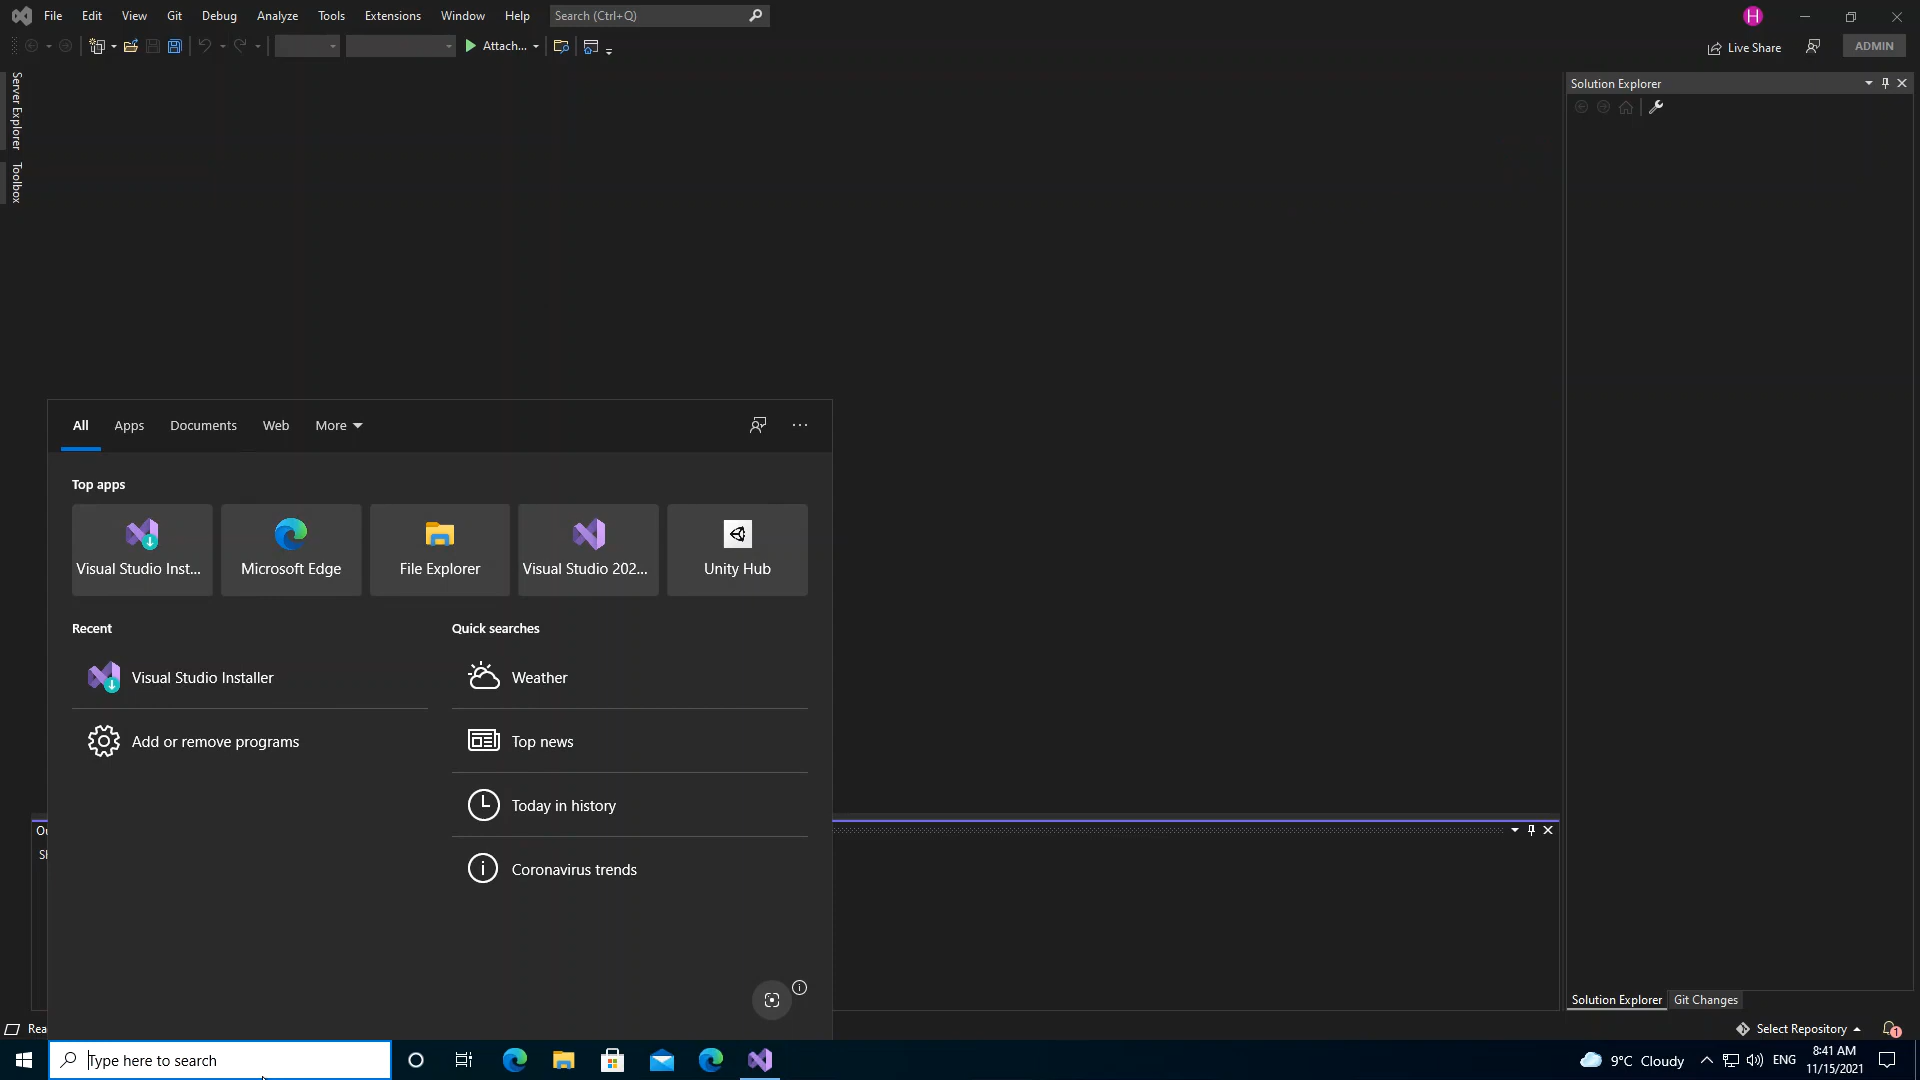 File Edit View Git Debug Analyze Tools Extensions Window Help Search (Ctrl+Q) H
Attach... Live Share ADMIN
Server Explorer
Toolbox
Solution Explorer
All Apps Documents Web More
Top apps
Visual Studio Inst... Microsoft Edge File Explorer Visual Studio 202... Unity Hub
Recent Quick searches
Visual Studio Installer Weather
Add or remove programs Top news
Today in history
Coronavirus trends
Solution Explorer Git Changes
Rea Select Repository 1
Type here to search 9°C Cloudy ENG 8:41 AM
11/15/2021